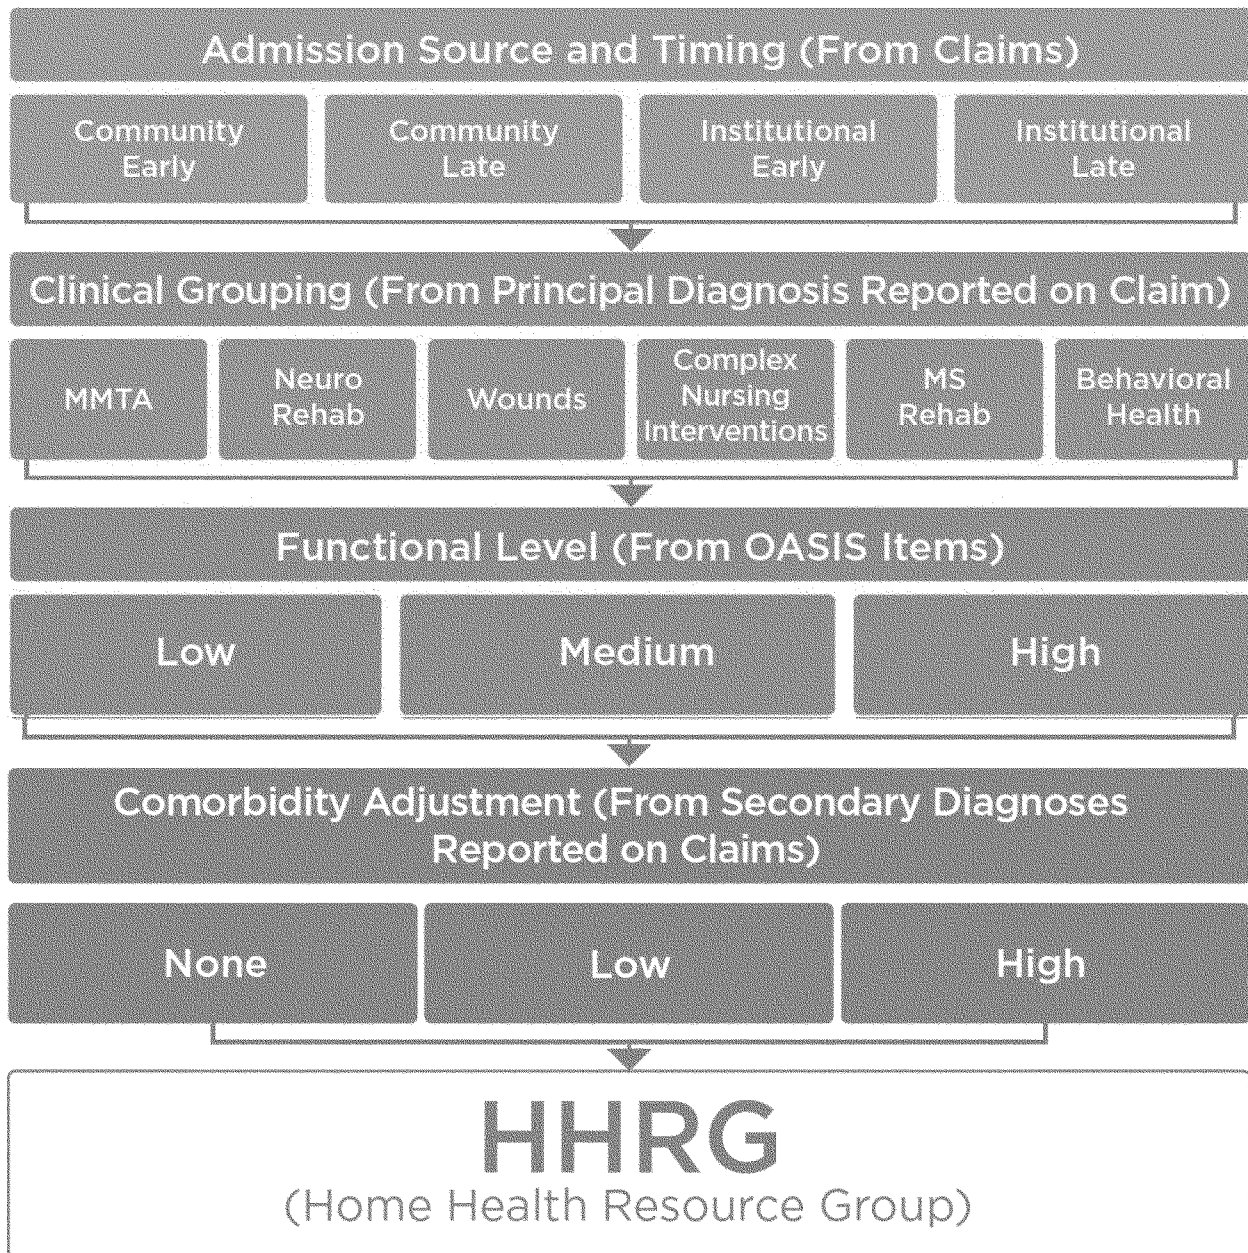 Admission Source and Timing (From Claims)
Community
Early
Community
Late
Institutional
Early
Institutional
Late
Clinical Grouping (From Principal Diagnosis Reported on Claim)
MMTA
Neuro
Rehab
Wounds
Complex
Nursing
Interventions
MS
Rehab
Behavioral
Health
Functional Level (From OASIS Items)
Low
Medium
High
Comorbidity Adjustment (From Secondary Diagnoses
Reported on Claims)
None
Low
High
HHRG
(Home Health Resource Group)